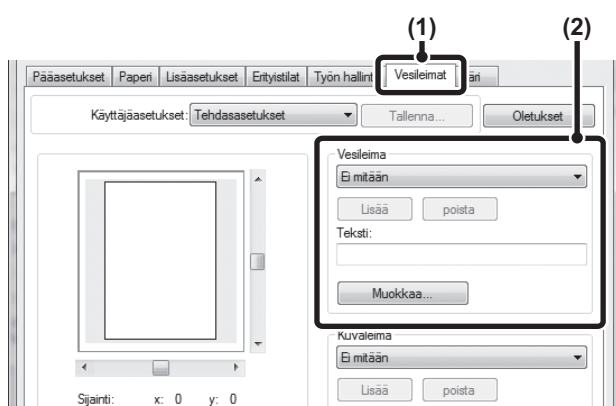 (1) (2)
Pääasetukset Paperi Lisäasetukset Erityistilat Työn hallint Vesileimat äri
Käyttäjäasetukset: Tehdasasetukset Tallenna... Oletukset
Vesileima
Ei mitään
Lisää poista
Teksti:
Muokkaa...
Kuvaleima
Ei mitään
Lisää poista
Sijainti: x: 0 y: 0